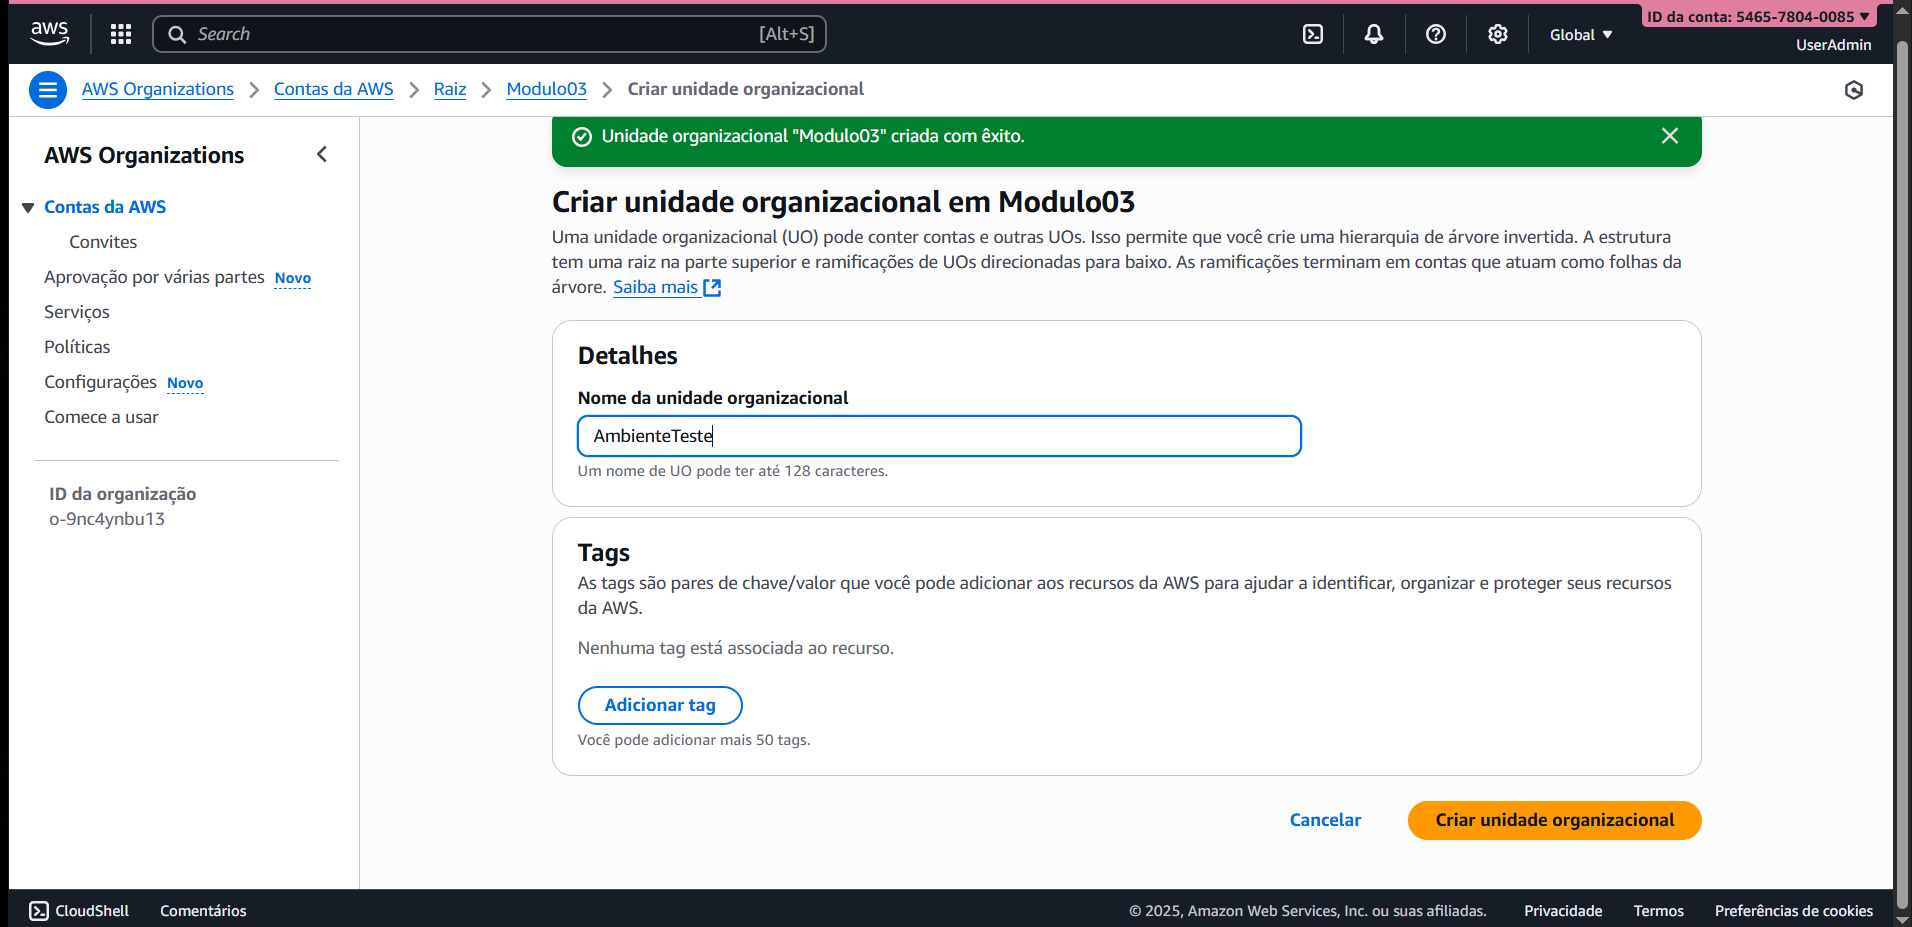 aws
Search
[Alt+S]
Global
ID da conta: 5465-7804-0085
UserAdmin
AWS Organizations
Contas da AWS
Raiz
Modulo03
Criar unidade organizacional
AWS Organizations
Contas da AWS
Convites
Aprovação por várias partes Novo
Serviços
Políticas
Configurações Novo
Comece a usar
ID da organização
o-9nc4ynbu13
Unidade organizacional "Modulo03" criada com êxito.
Criar unidade organizacional em Modulo03
Uma unidade organizacional (UO) pode conter contas e outras UOs. Isso permite que você crie uma hierarquia de árvore invertida. A estrutura
tem uma raiz na parte superior e ramificações de UOs direcionadas para baixo. As ramificações terminam em contas que atuam como folhas da
árvore. Saiba mais
Detalhes
Nome da unidade organizacional
AmbienteTeste
Um nome de UO pode ter até 128 caracteres.
Tags
As tags são pares de chave/valor que você pode adicionar aos recursos da AWS para ajudar a identificar, organizar e proteger seus recursos
da AWS.
Nenhuma tag está associada ao recurso.
Adicionar tag
Você pode adicionar mais 50 tags.
Cancelar
Criar unidade organizacional
CloudShell
Comentários
© 2025, Amazon Web Services, Inc. ou suas afiliadas.
Privacidade
Termos
Preferências de cookies